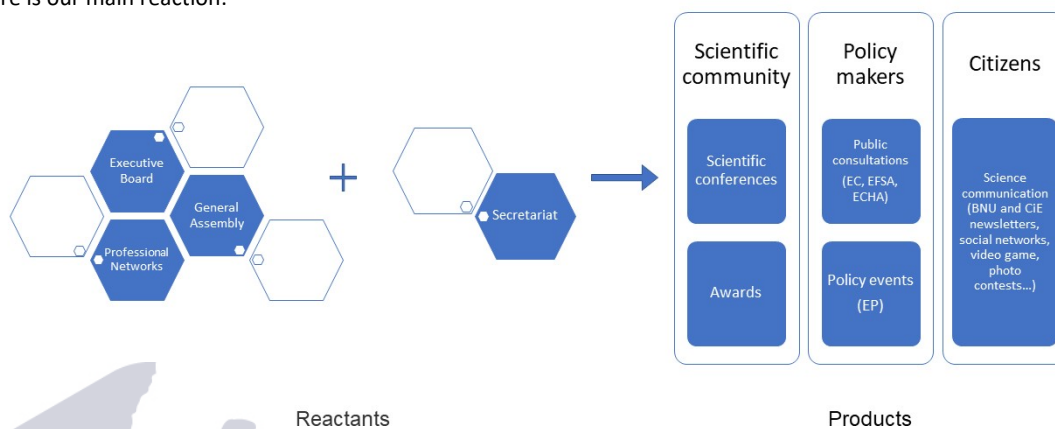 re is our main reaction.
Executive
Board
General
Assembly
Professional
Networks
+
Secretariat
Scientific
community
Scientific
conferences
Awards
Policy
makers
Public
consultations
(EC, EFSA,
ECHA)
Policy events
(EP)
Citizens
Science
communication
(BNU and CiE
newsletters,
social networks,
video game,
photo
contests…)
Reactants
Products